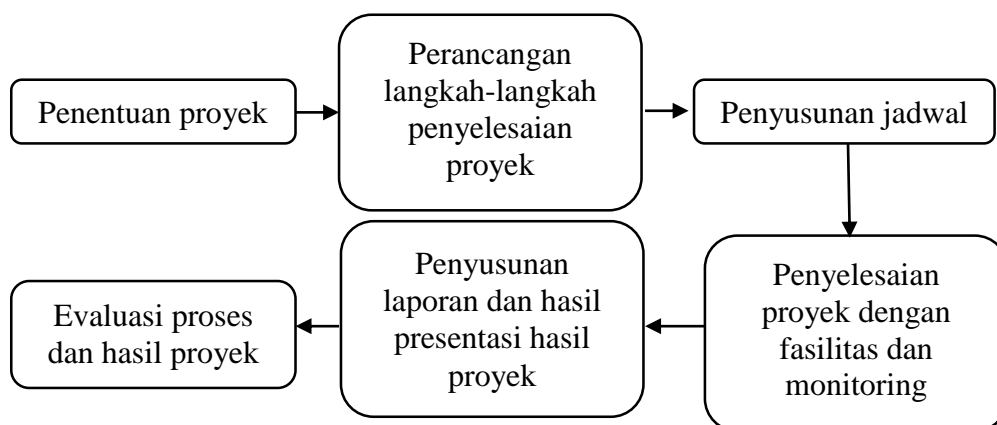 Penentuan proyek
Perancangan
langkah-langkah
penyelesaian
proyek
Penyusunan jadwal
Penyelesaian
proyek dengan
fasilitas dan
monitoring
Penyusunan
laporan dan hasil
presentasi hasil
proyek
Evaluasi proses
dan hasil proyek